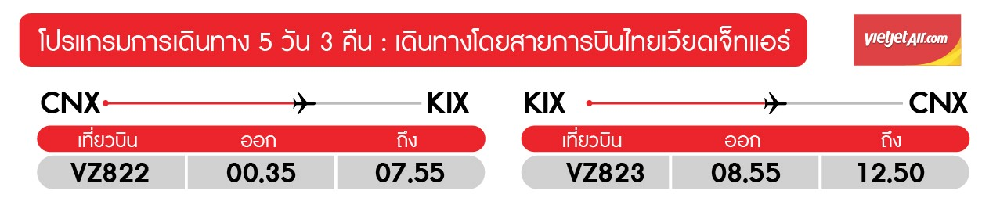 โปรแกรมการเดินทาง 5 วัน 3 คืน : เดินทางโดยสายการบินไทยเวียดเจ็ทแอร์
vietjetAir.com
CNX KIX
เที่ยวบิน ออก ถึง
VZ822 00.35 07.55
KIX CNX
เที่ยวบิน ออก ถึง
VZ823 08.55 12.50